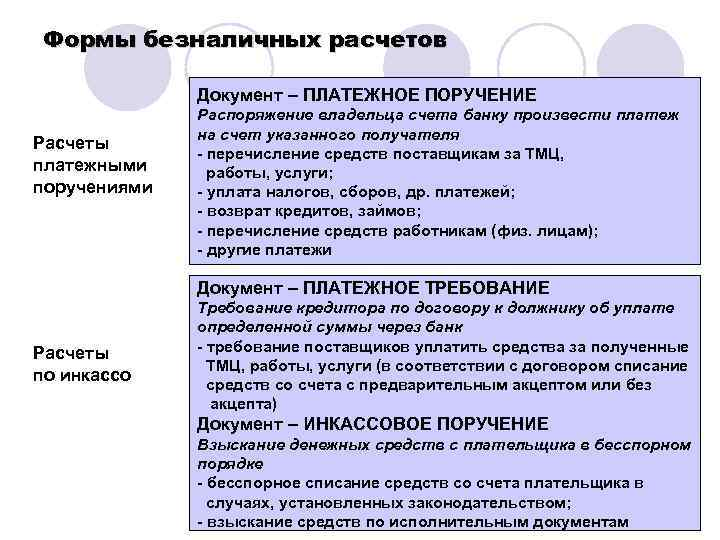 Формы безналичных расчетов
Расчеты
платежными
поручениями
Документ – ПЛАТЕЖНОЕ ПОРУЧЕНИЕ
Распоряжение владельца счета банку произвести платеж
на счет указанного получателя
- перечисление средств поставщикам за ТМЦ,
работы, услуги;
- уплата налогов, сборов, др. платежей;
- возврат кредитов, займов;
- перечисление средств работникам (физ. лицам);
- другие платежи
Расчеты
по инкассо
Документ – ПЛАТЕЖНОЕ ТРЕБОВАНИЕ
Требование кредитора по договору к должнику об уплате
определенной суммы через банк
- требование поставщиков уплатить средства за полученные
ТМЦ, работы, услуги (в соответствии с договором списание
средств со счета с предварительным акцептом или без
акцепта)
Документ – ИНКАССОВОЕ ПОРУЧЕНИЕ
Взыскание денежных средств с плательщика в бесспорном
порядке
- бесспорное списание средств со счета плательщика в
случаях, установленных законодательством;
- взыскание средств по исполнительным документам